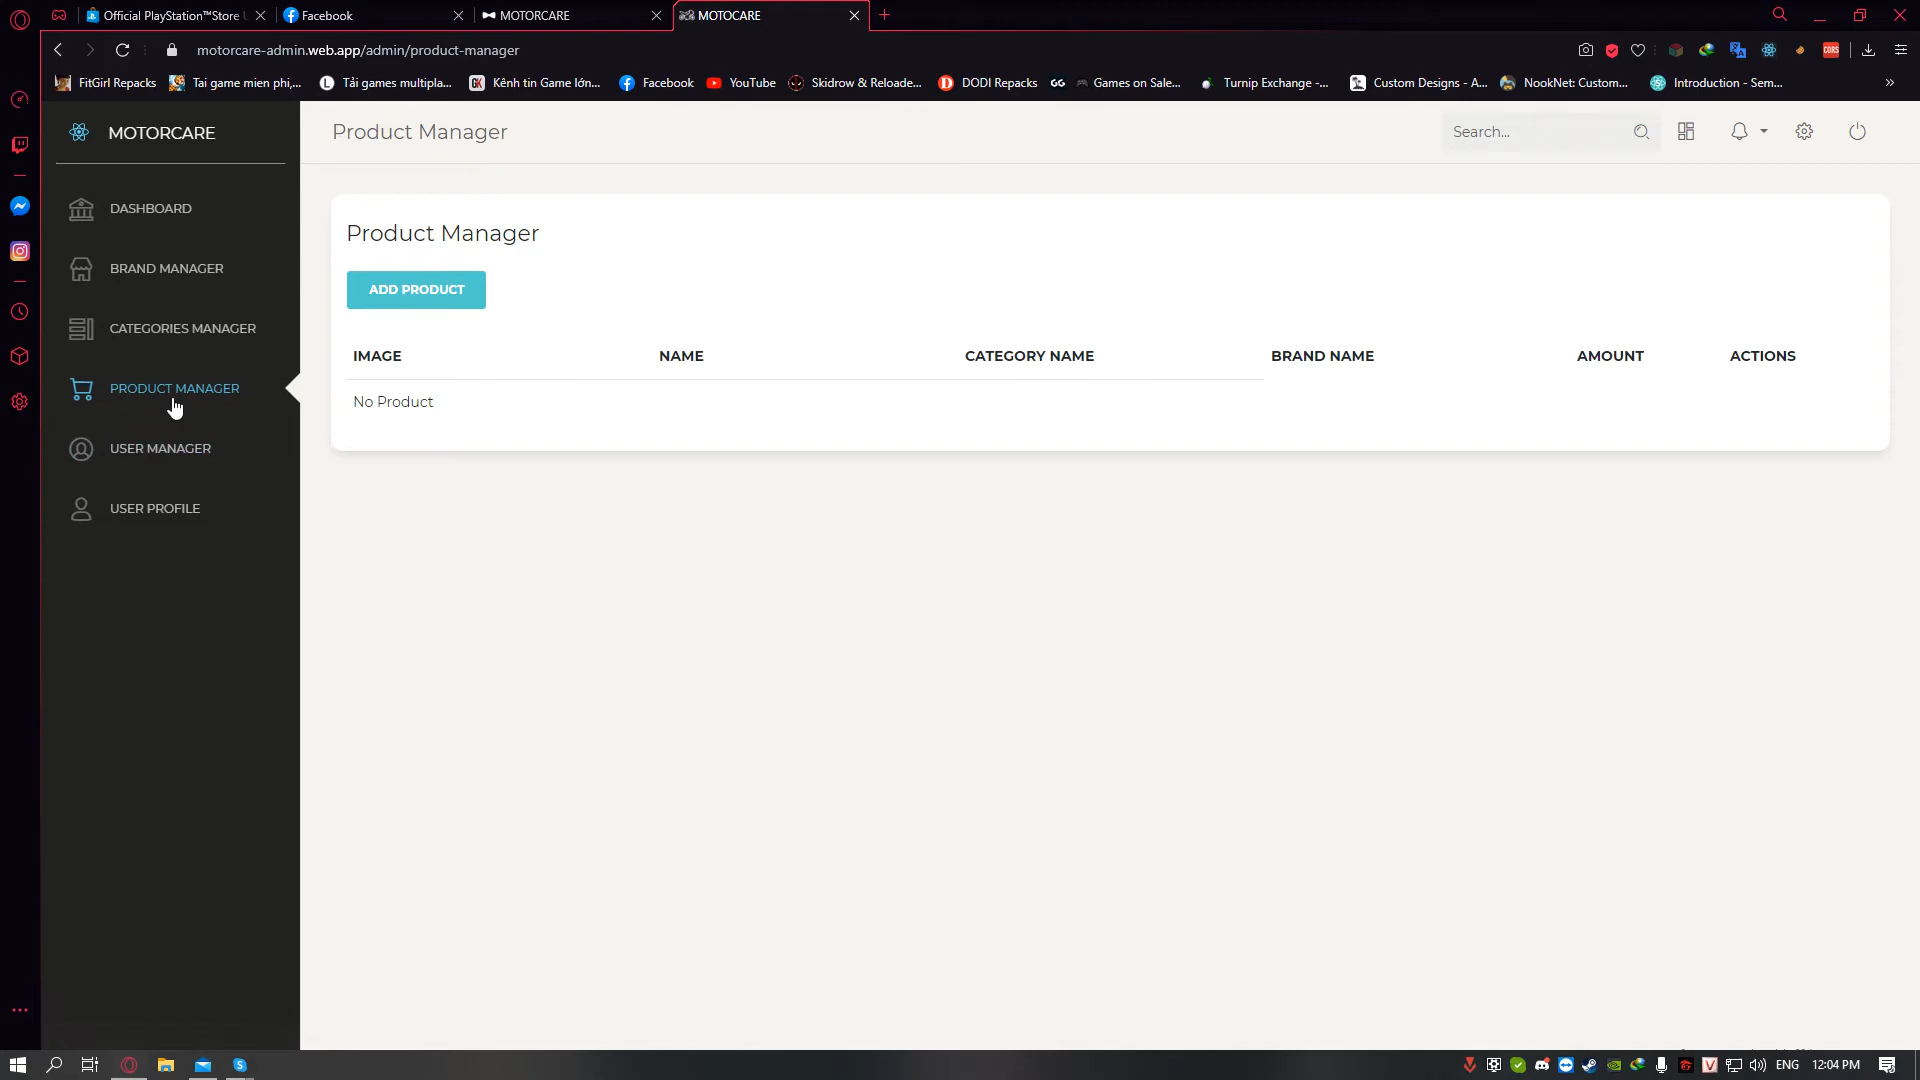 Official PlayStation™Store
Facebook
MOTORCARE
MOTOCARE
motorcare-admin.web.app/admin/product-manager
CORS
FitGirl Repacks
Tai game mien phi,...
Tải games multipla...
Kênh tin Game lớn...
Facebook
YouTube
Skidrow & Reloade...
DODI Repacks
GG
Games on Sale...
Turnip Exchange -...
Custom Designs - A...
NookNet: Custom...
Introduction - Sem...
MOTORCARE
Product Manager
Search...
DASHBOARD
BRAND MANAGER
CATEGORIES MANAGER
PRODUCT MANAGER
USER MANAGER
USER PROFILE
Product Manager
ADD PRODUCT
IMAGE
NAME
CATEGORY NAME
BRAND NAME
AMOUNT
ACTIONS
No Product
ENG
12:04 PM